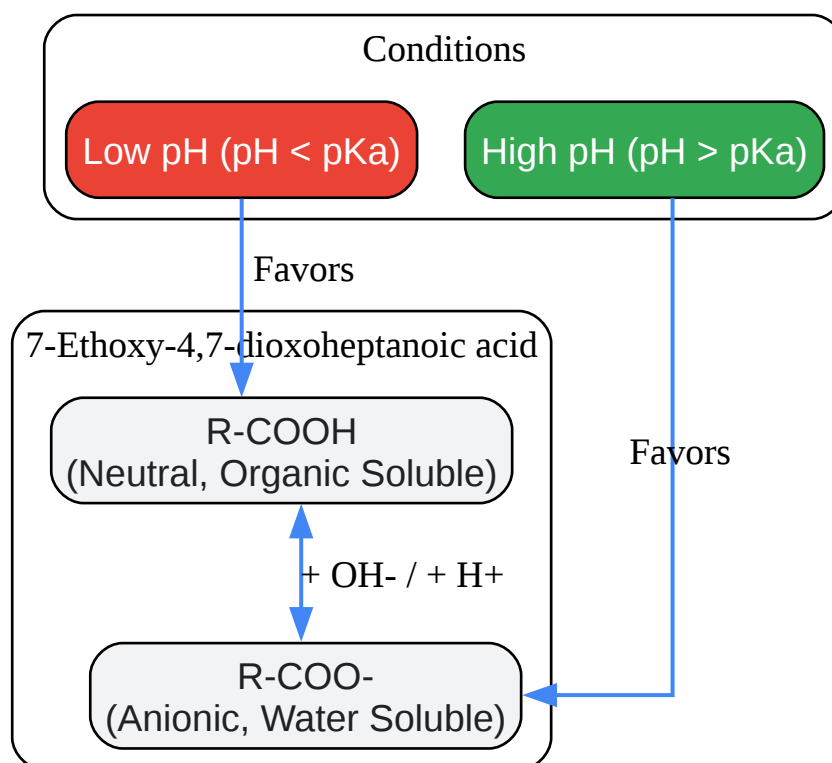 Conditions
Low pH (pH < pKa)
High pH (pH > pKa)
Favors
7-Ethoxy-4,7-dioxoheptanoic acid
R-COOH
(Neutral, Organic Soluble)
Favors
+ OH- / + H+
R-COO-
(Anionic, Water Soluble)